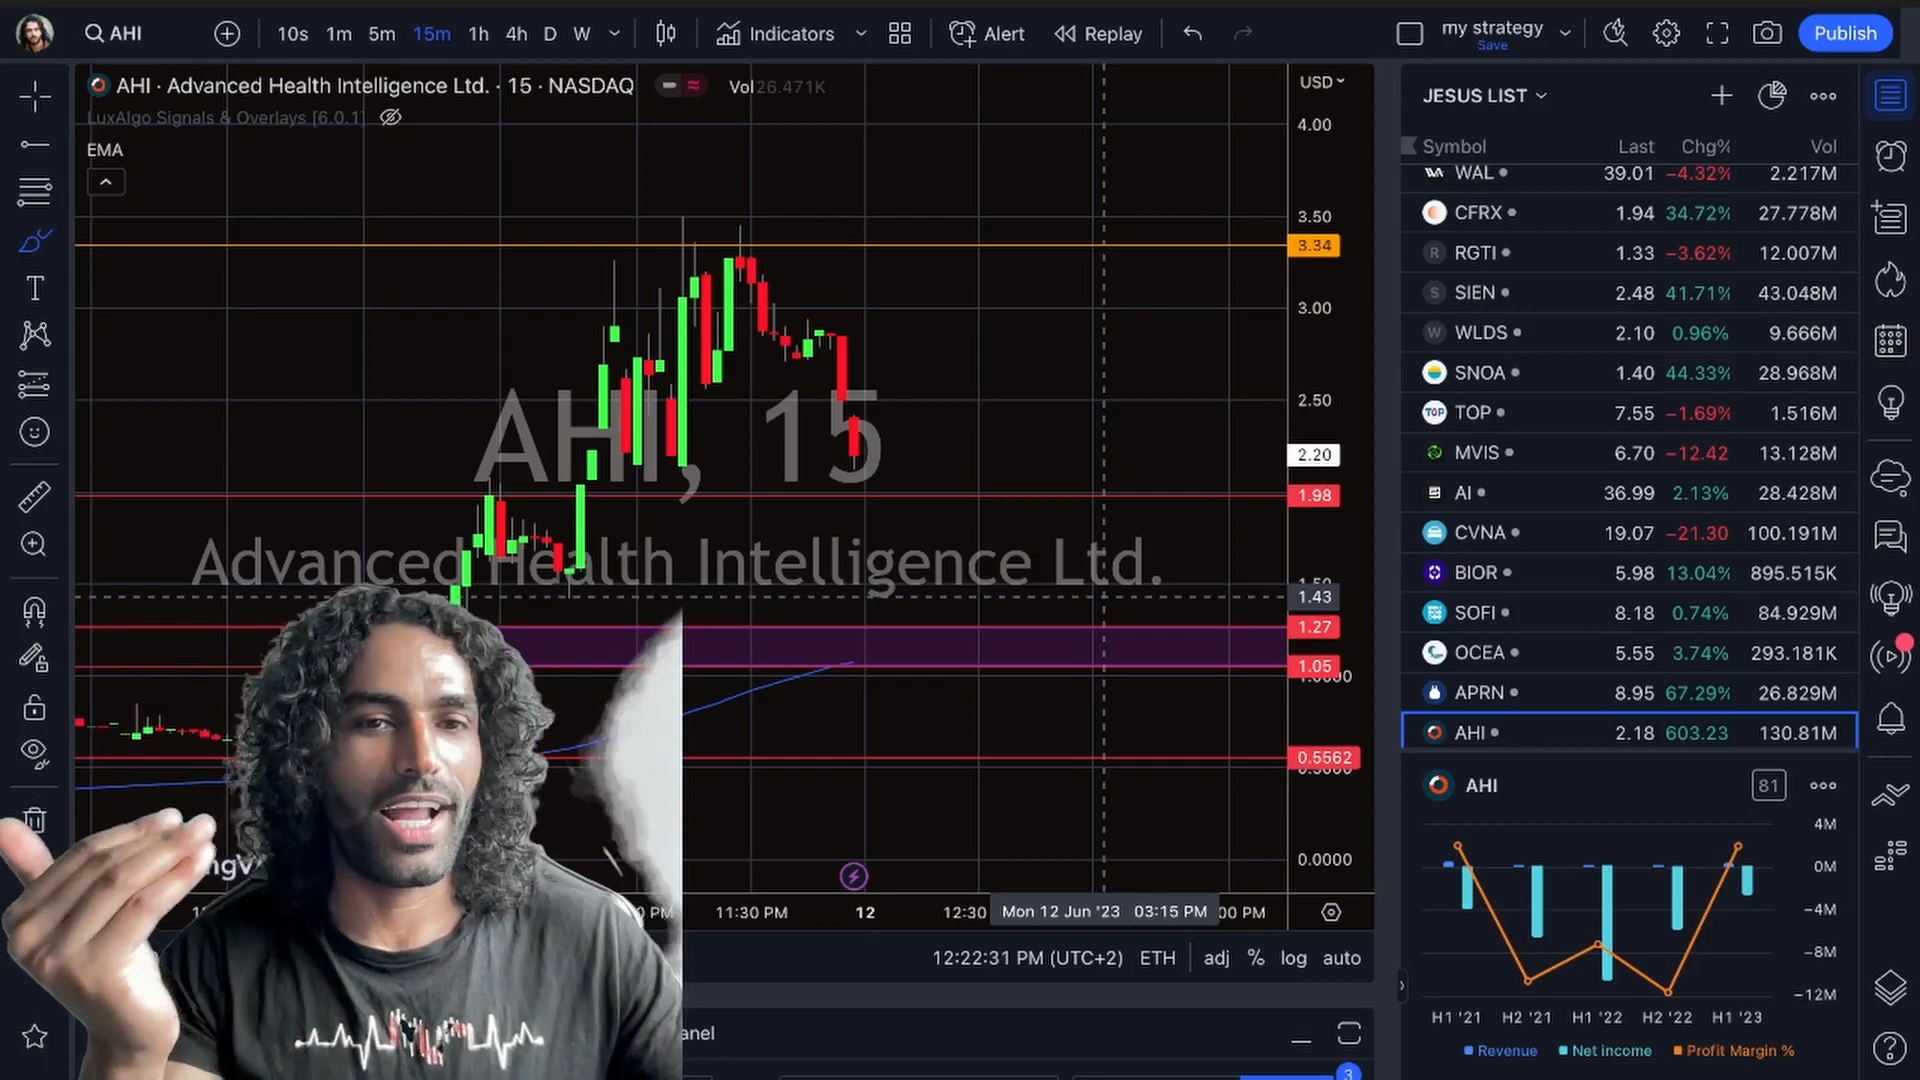 AHI
10s 1m 5m 15m 1h 4h D W
Indicators
Alert
Replay
my strategy
Save
Publish
AHI · Advanced Health Intelligence Ltd. · 15 · NASDAQ
Vol 26.471K
LuxAlgo Signals & Overlays [6.0.1]
EMA
USD
4.00
3.50
3.34
3.00
2.50
2.20
1.98
1.50
1.43
1.27
1.05
1.0000
0.5562
0.5000
0.0000
AHI, 15
Advanced Health Intelligence Ltd.
11:30 PM
12
12:30
Mon 12 Jun '23 03:15 PM
:00 PM
12:22:31 PM (UTC+2) ETH adj % log auto
anel
3
JESUS LIST
Symbol Last Chg% Vol
WAL 39.01 −4.32% 2.217M
CFRX 1.94 34.72% 27.778M
R RGTI 1.33 −3.62% 12.007M
S SIEN 2.48 41.71% 43.048M
W WLDS 2.10 0.96% 9.666M
SNOA 1.40 44.33% 28.968M
TOP TOP 7.55 −1.69% 1.516M
MVIS 6.70 −12.42 13.128M
AI 36.99 2.13% 28.428M
CVNA 19.07 −21.30 100.191M
BIOR 5.98 13.04% 895.515K
SOFI 8.18 0.74% 84.929M
OCEA 5.55 3.74% 293.181K
APRN 8.95 67.29% 26.829M
AHI 2.18 603.23 130.81M
AHI
81
4M
0M
−4M
−8M
−12M
H1 '21 H2 '21 H1 '22 H2 '22 H1 '23
Revenue Net income Profit Margin %